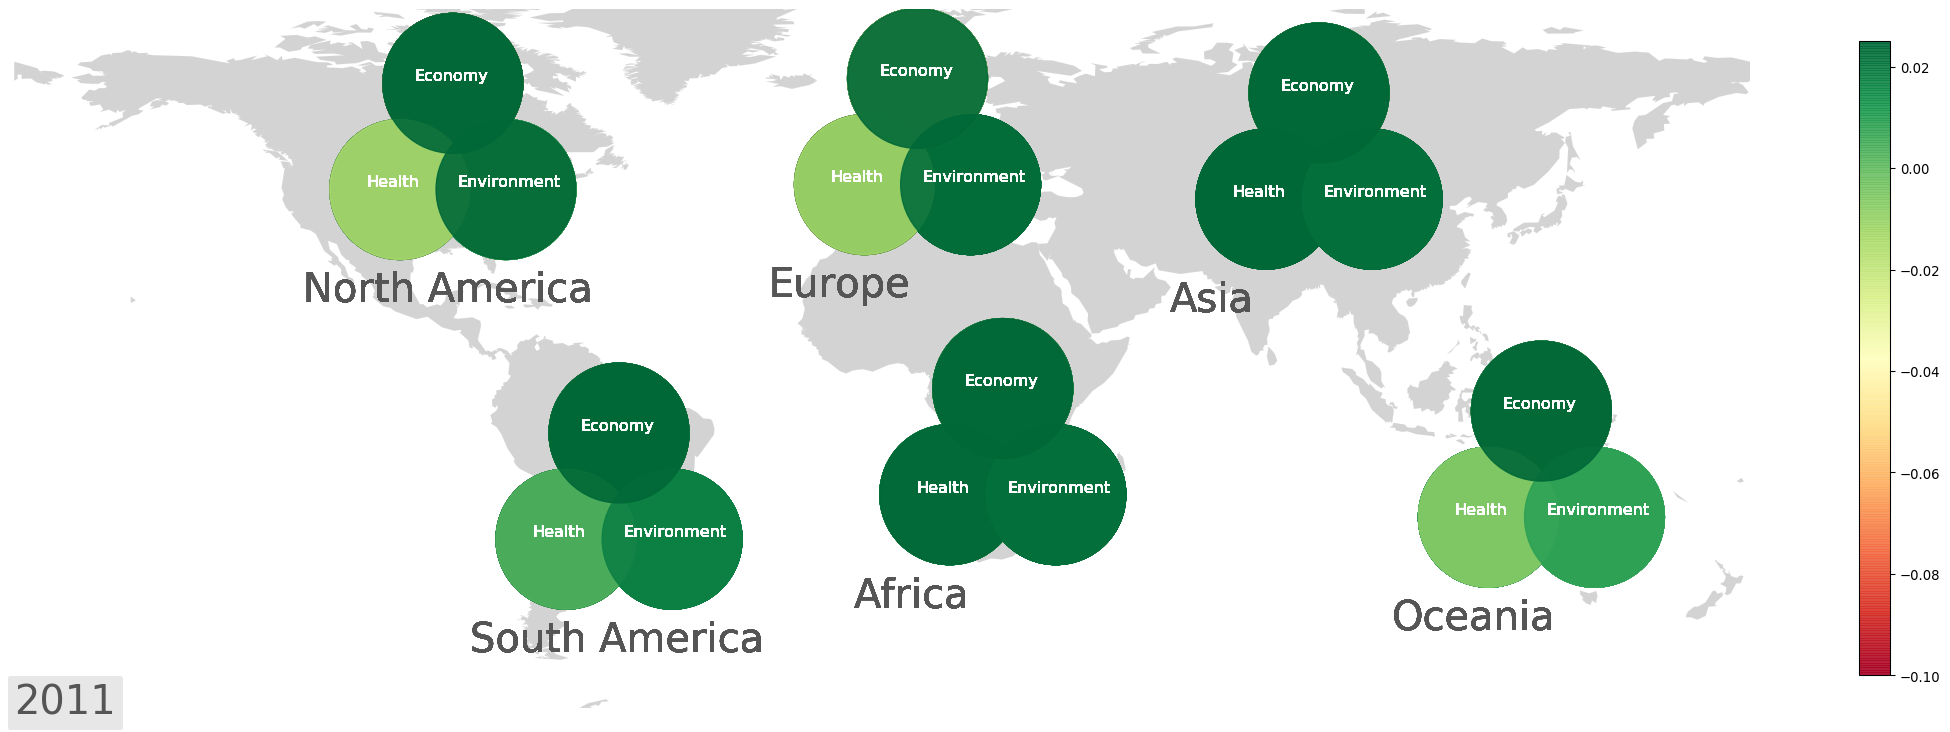 Economy
Health
Environment
North America
Economy
Health
Environment
Europe
Economy
Health
Environment
Asia
Economy
Health
Environment
South America
Economy
Health
Environment
Africa
Economy
Health
Environment
Oceania
2011
0.02
0.00
−0.02
−0.04
−0.06
−0.08
−0.10